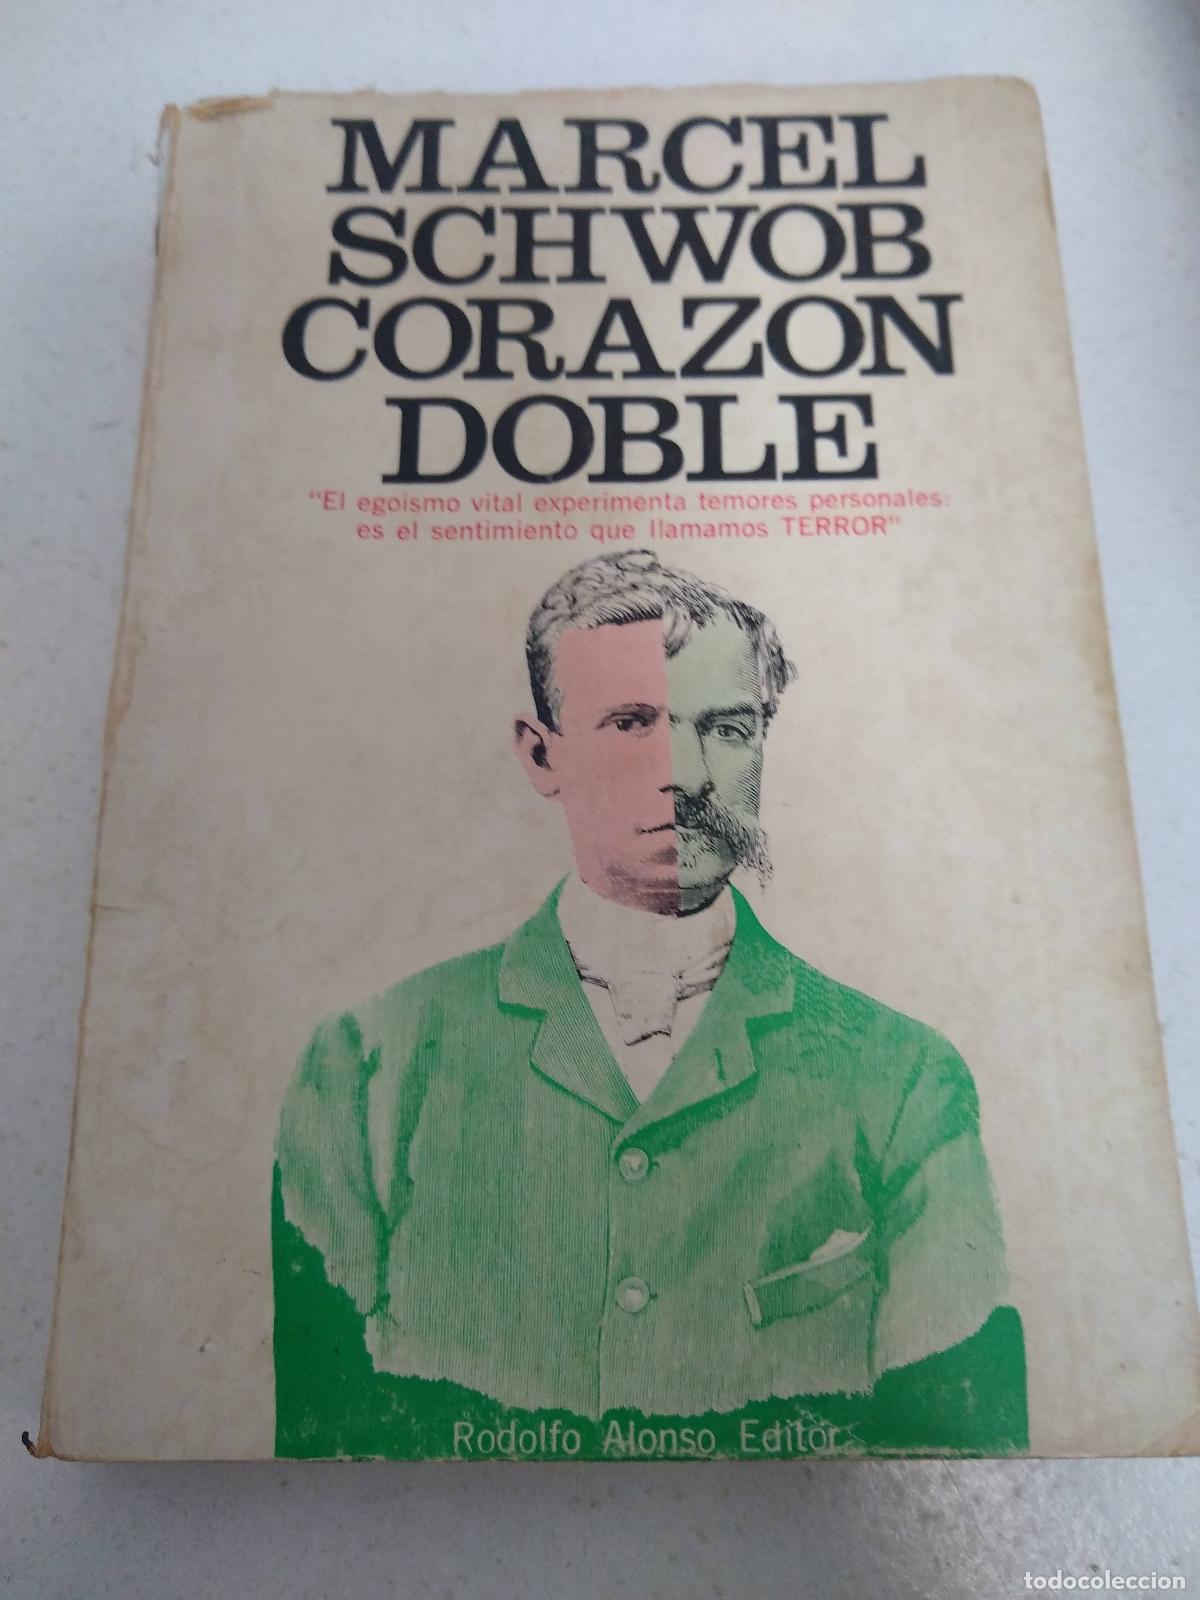 MARCEL
SCHWOB
CORAZON
DOBLE
"El egoismo vital experimenta temores personales:
es el sentimiento que llamamos TERROR"
Rodolfo Alonso Editor
todocoleccion